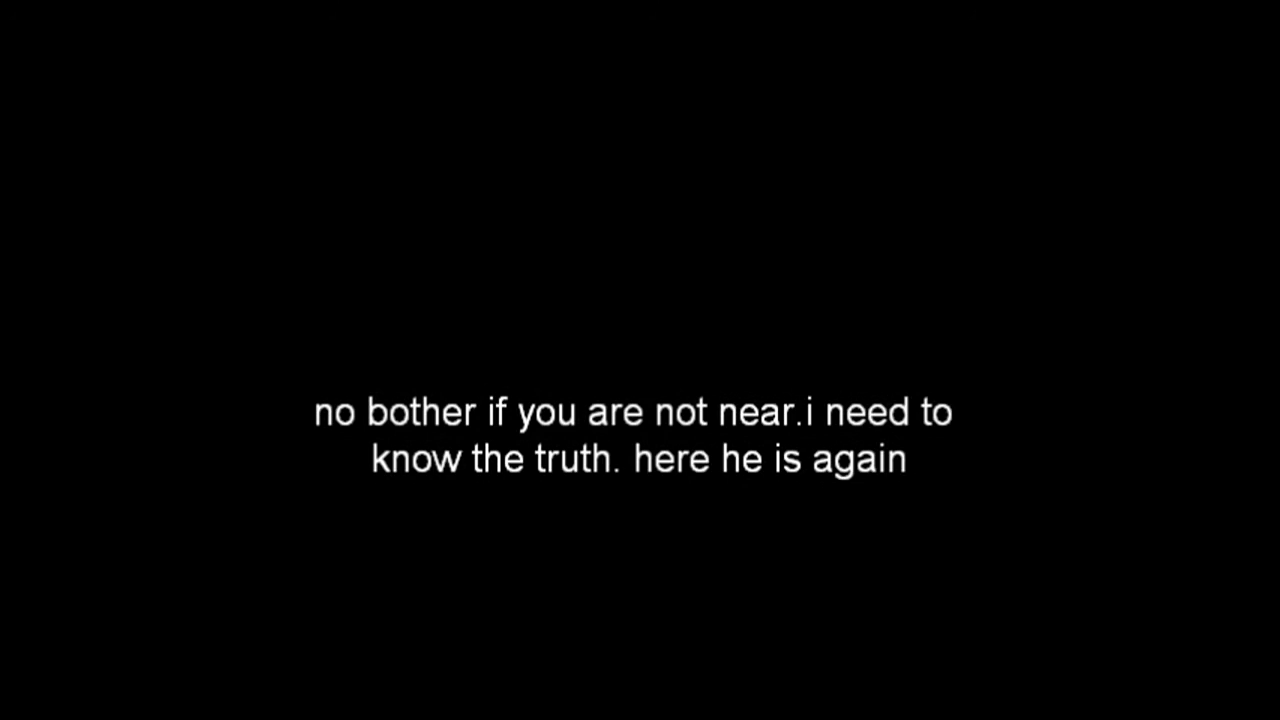 no bother if you are not near.i need to
know the truth. here he is again